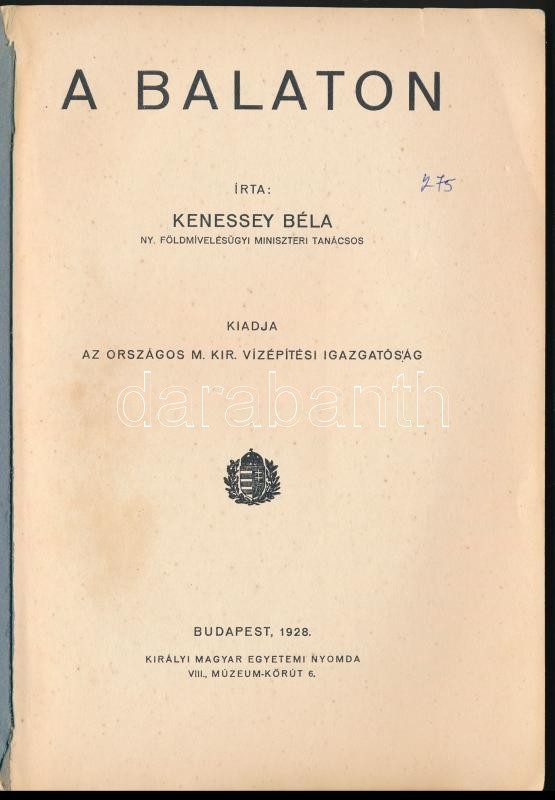 A BALATON
275
ÍRTA:
KENESSEY BÉLA
NY. FÖLDMÍVELÉSÜGYI MINISZTERI TANÁCSOS
KIADJA
AZ ORSZÁGOS M. KIR. VÍZÉPÍTÉSI IGAZGATÓSÁG
darabanth
BUDAPEST, 1928.
KIRÁLYI MAGYAR EGYETEMI NYOMDA
VIII., MÚZEUM-KÖRÚT 6.